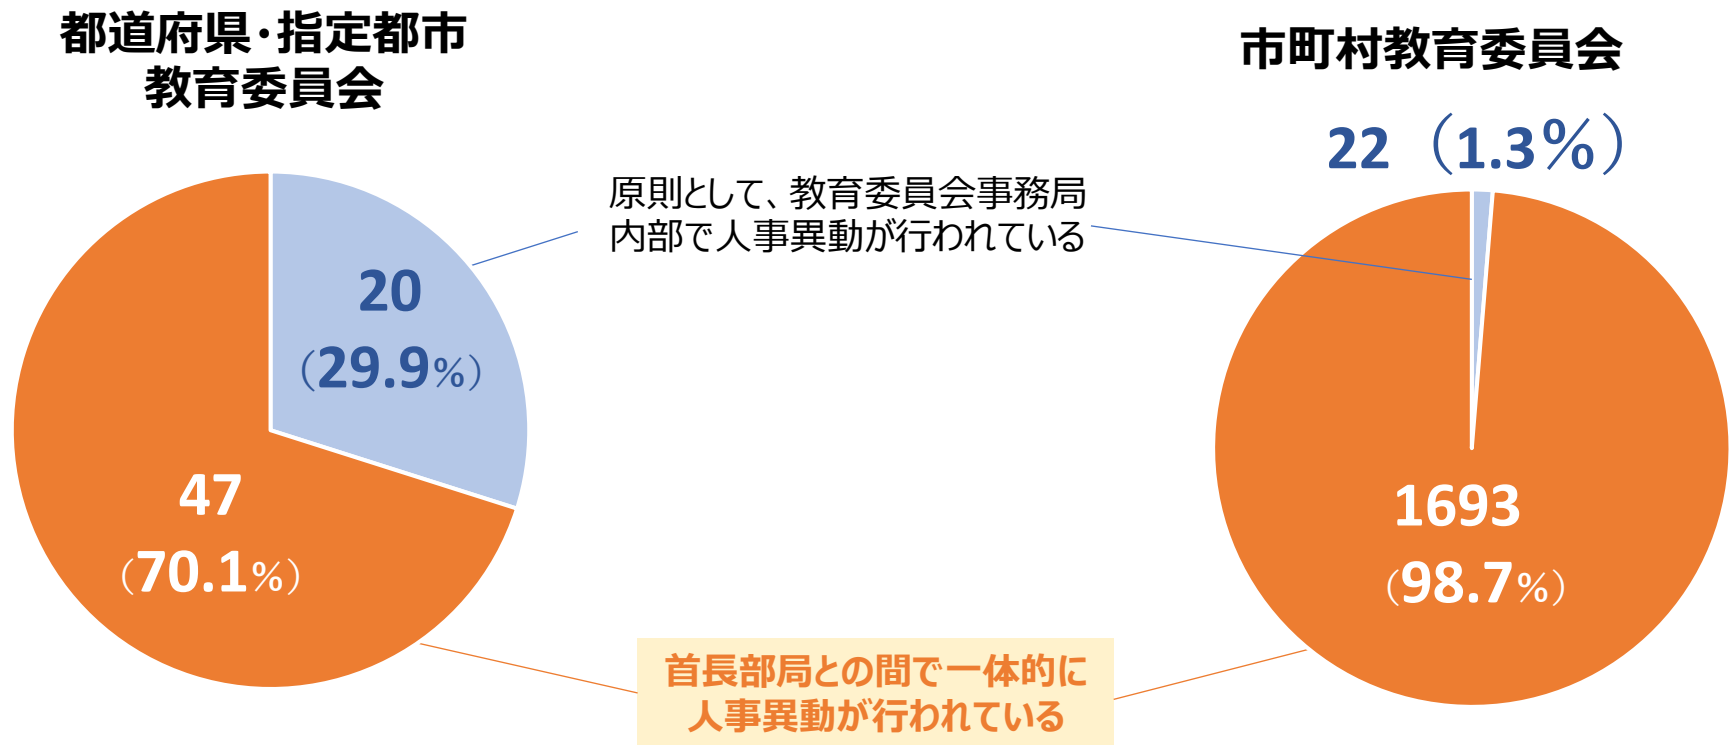 都道府県・指定都市
教育委員会
市町村教育委員会
22（1.3％）
原則として、教育委員会事務局
内部で人事異動が行われている
20
（29.9％）
47
（70.1％）
1693
（98.7％）
首長部局との間で一体的に
人事異動が行われている